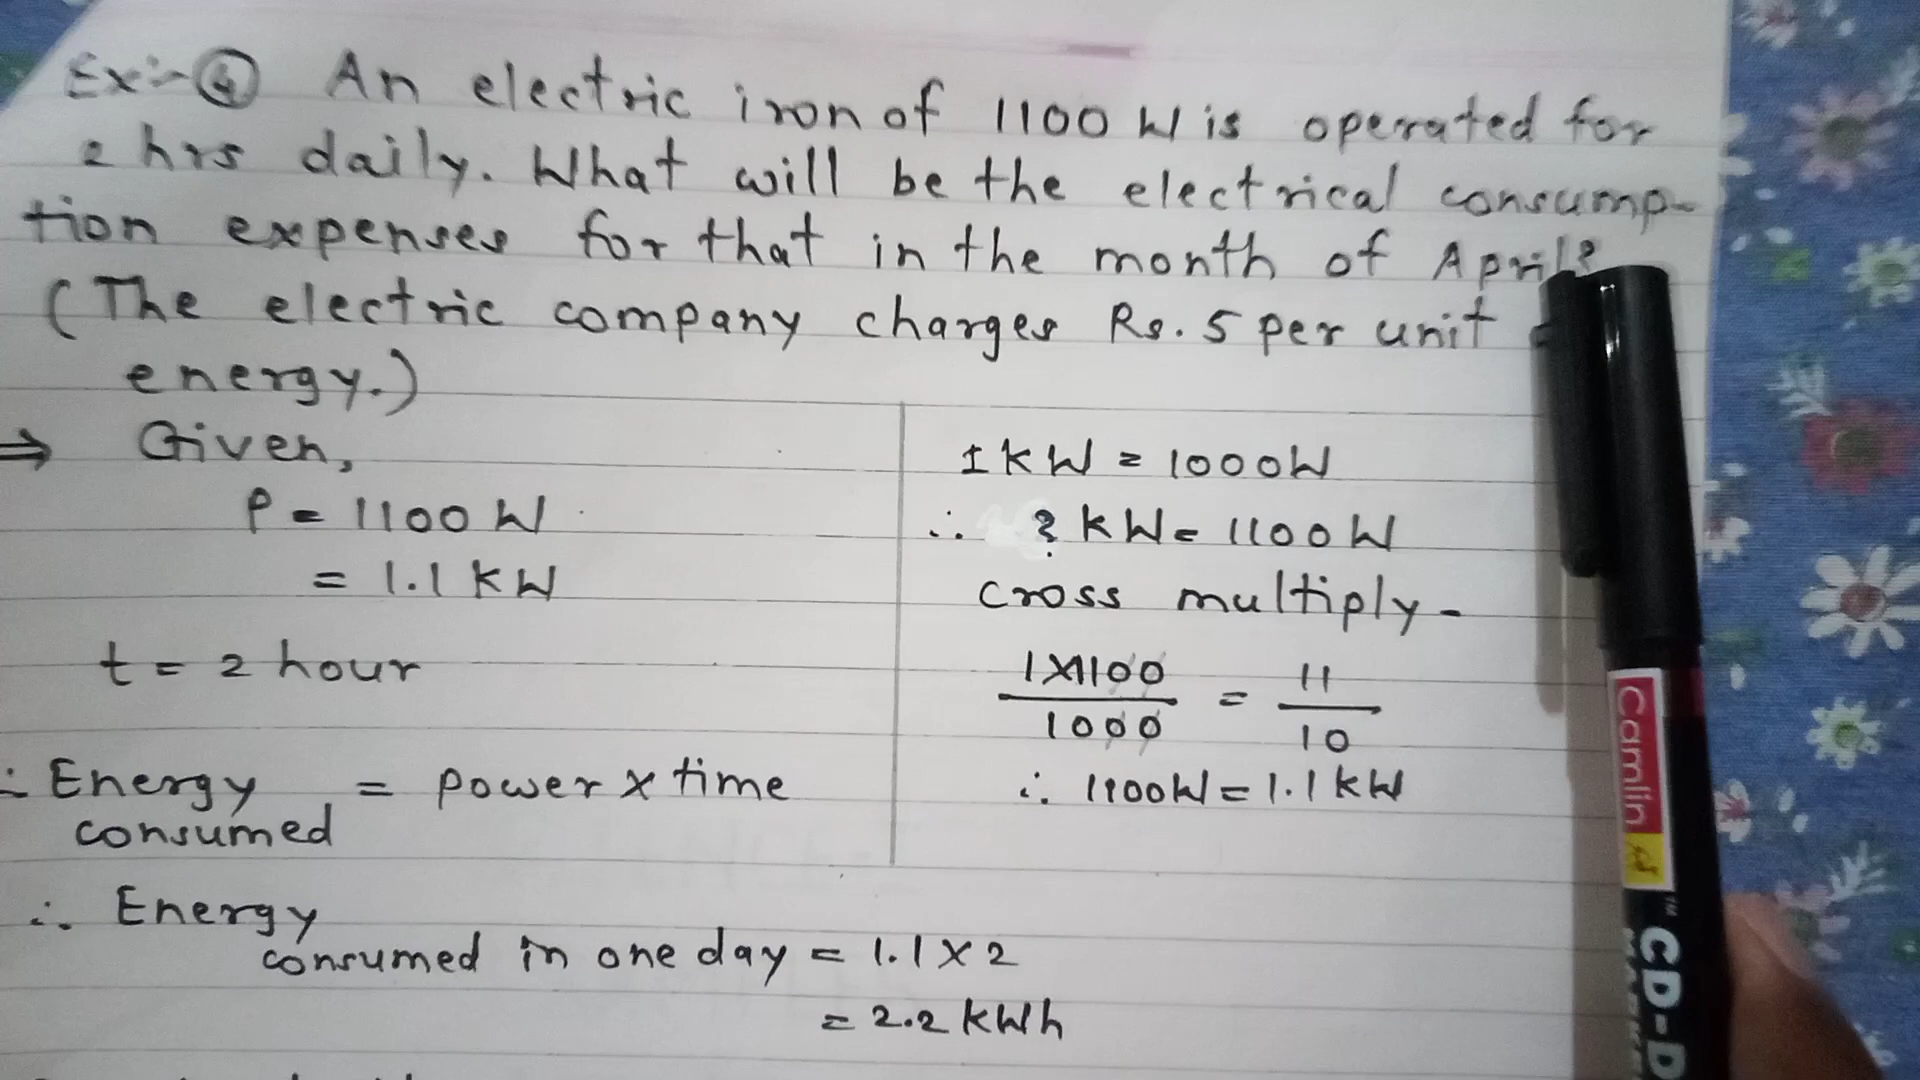 Ex:- ④ An electric iron of 1100 W is operated for
2 hrs daily. What will be the electrical consump-
tion expenses for that in the month of April?
(The electric company charges Rs. 5 per unit
energy.)
⇒ Given,
P = 1100 W
= 1.1 KW
t = 2 hour
∴ Energy consumed = power x time
1 KW = 1000W
∴ ? KW = 1100W
cross multiply -
1X1100 / 1000 = 11 / 10
∴ 1100W = 1.1 KW
∴ Energy
consumed in one day = 1.1 X 2
= 2.2 kWh
Camlin
CD-D